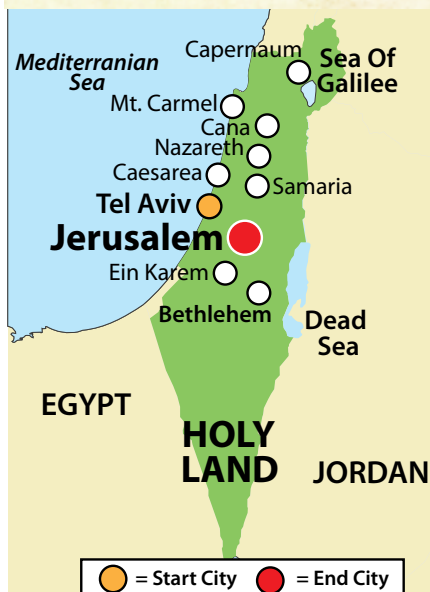 Capernaum
Mediterranean
Sea
Sea Of
Galilee
Mt. Carmel
Cana
Nazareth
Caesarea
Samaria
Tel Aviv
Jerusalem
Ein Karem
Bethlehem
Dead
Sea
EGYPT
HOLY
LAND
JORDAN
= Start City = End City